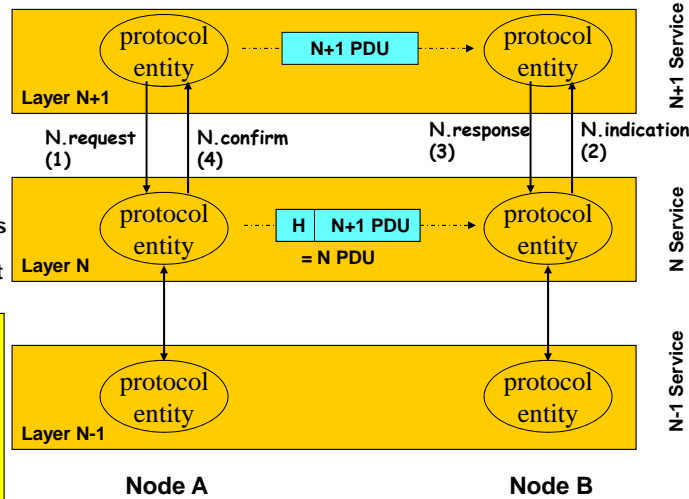 protocol
entity
N+1 PDU
protocol
entity
Layer N+1
N+1 Service
N.request
(1)
N.confirm
(4)
N.response
(3)
N.indication
(2)
s
t
protocol
entity
H N+1 PDU
= N PDU
protocol
entity
Layer N
N Service
protocol
entity
protocol
entity
Layer N-1
N-1 Service
Node A
Node B